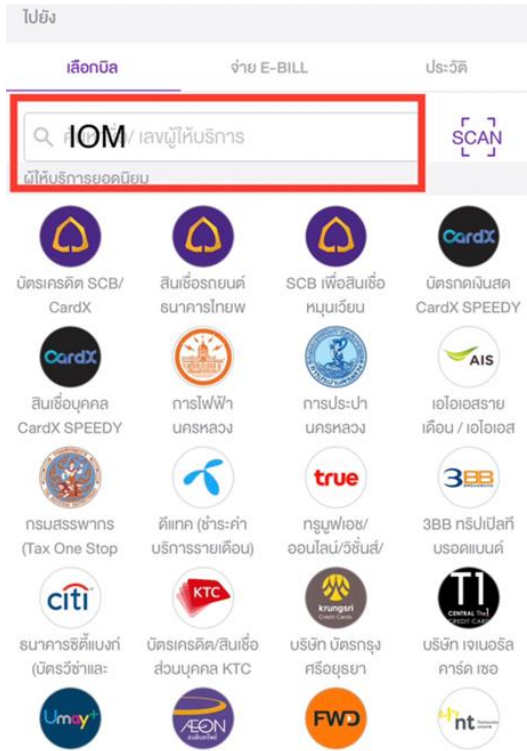 ไปยัง
เลือกบิล จ่าย E-BILL ประวัติ
IOM / เลขผู้ให้บริการ SCAN
ผู้ให้บริการยอดนิยม
CardX
บัตรเครดิต SCB/ สินเชื่อรถยนต์ SCB เพื่อสินเชื่อ บัตรกดเงินสด
CardX ธนาคารไทยพ หมุนเวียน CardX SPEEDY
CardX AIS
สินเชื่อบุคคล การไฟฟ้า การประปา เอไอเอสราย
CardX SPEEDY นครหลวง นครหลวง เดือน / เอไอเอส
true 3BB
กรมสรรพากร ดีแทค (ชำระค่า ทรูมูฟเอช/ 3BB ทริปเปิลที
(Tax One Stop บริการรายเดือน) ออนไลน์/วิชั่นส์/ บรอดแบนด์
citi KTC krungsri Credit Cards T1 CENTRAL The1 CREDIT CARD
ธนาคารซิตี้แบงก์ บัตรเครดิต/สินเชื่อ บริษัท บัตรกรุง บริษัท เจเนอรัล
(บัตรวีซ่าและ ส่วนบุคคล KTC ศรีอยุธยา คาร์ด เซอ
Umay+ AEON FWD nt